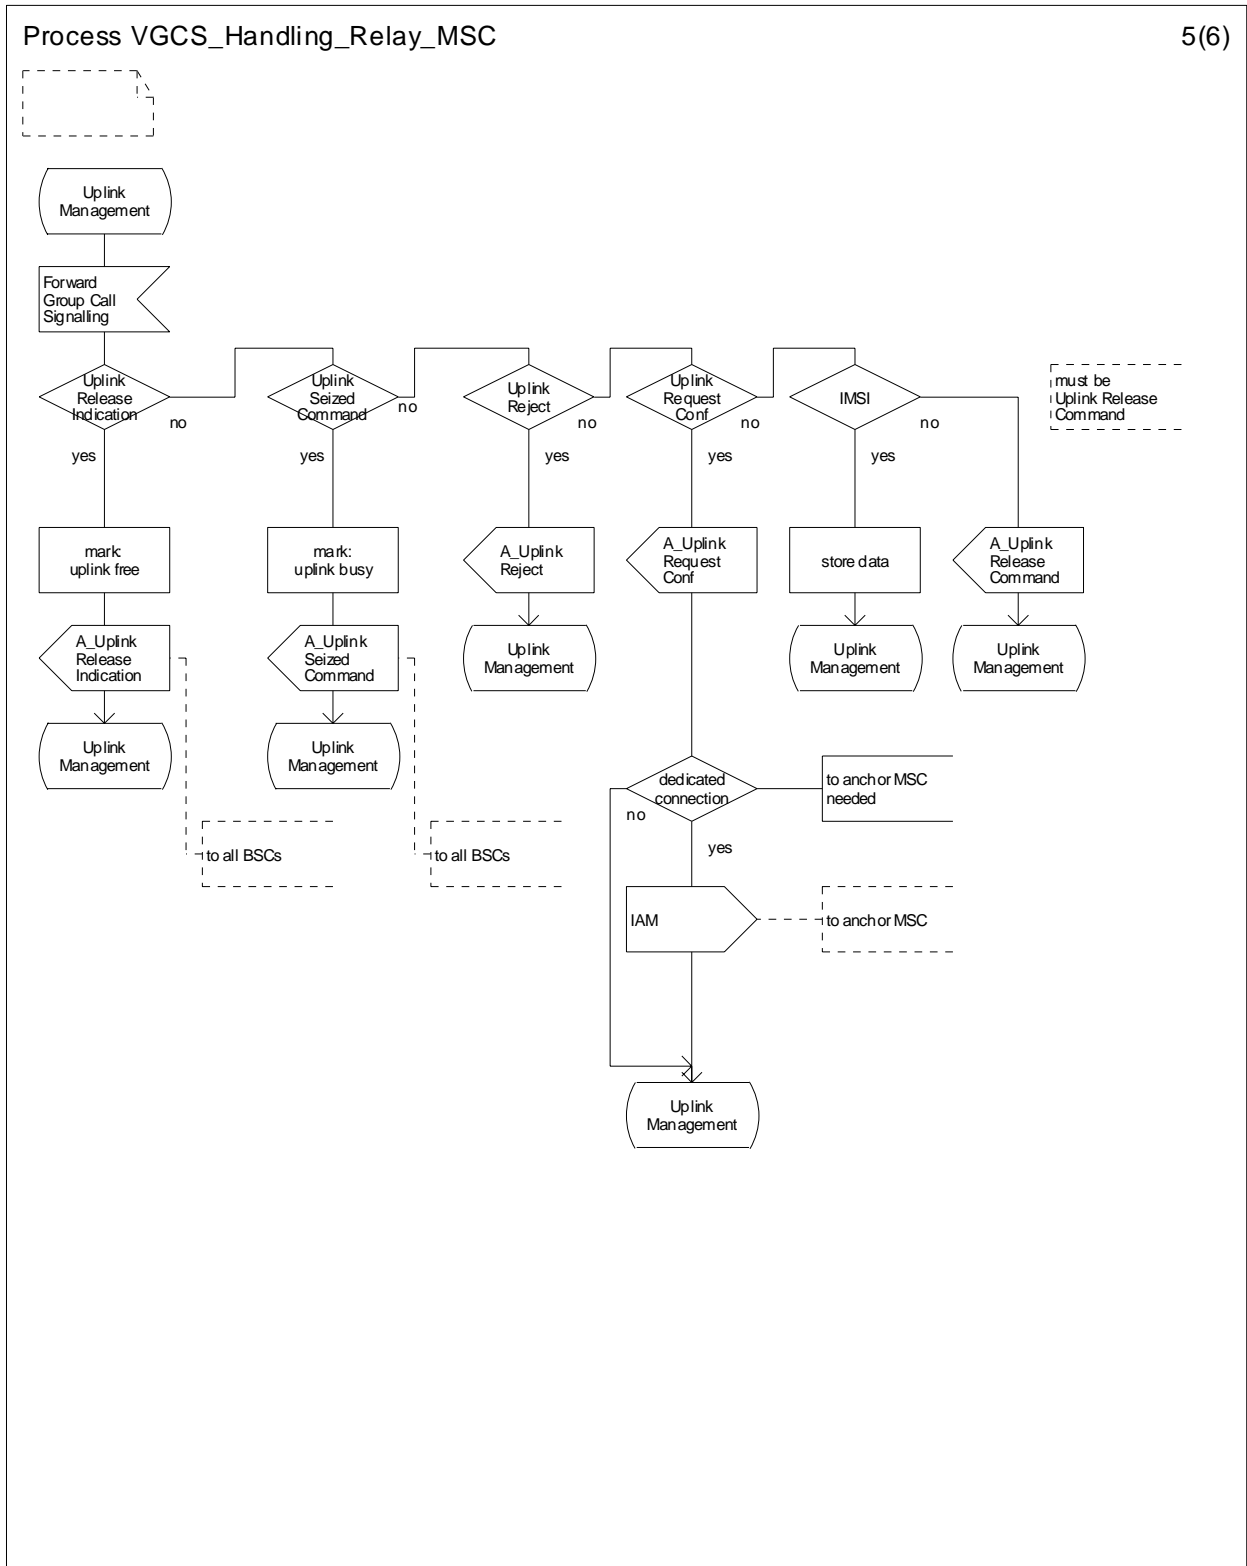 Process VGCS_Handling_Relay_MSC
5(6)
Uplink
Management
Forward
Group Call
Signalling
Uplink
Release
Indication
no
yes
Uplink
Seized
Command
no
yes
Uplink
Reject
no
yes
Uplink
Request
Conf
no
yes
IMSI
no
yes
must be
Uplink Release
Command
mark:
uplink free
mark:
uplink busy
A_Uplink
Reject
A_Uplink
Request
Conf
store data
A_Uplink
Release
Command
A_Uplink
Release
Indication
A_Uplink
Seized
Command
Uplink
Management
Uplink
Management
Uplink
Management
Uplink
Management
Uplink
Management
dedicated
connection
no
yes
to anchor MSC
needed
to all BSCs
to all BSCs
IAM
to anchor MSC
Uplink
Management